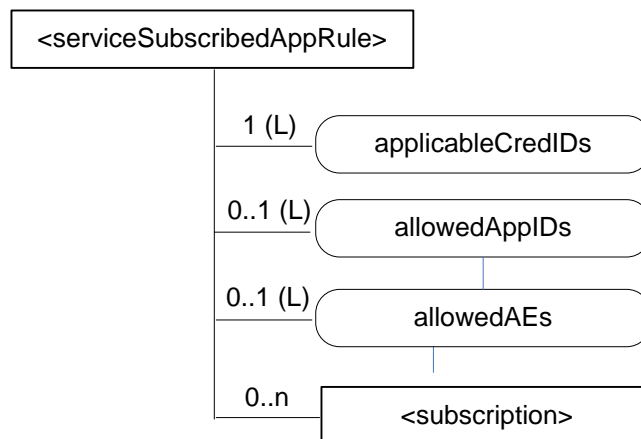 <serviceSubscribedAppRule>
1 (L)
applicableCredIDs
0..1 (L)
allowedAppIDs
0..1 (L)
allowedAEs
0..n
<subscription>